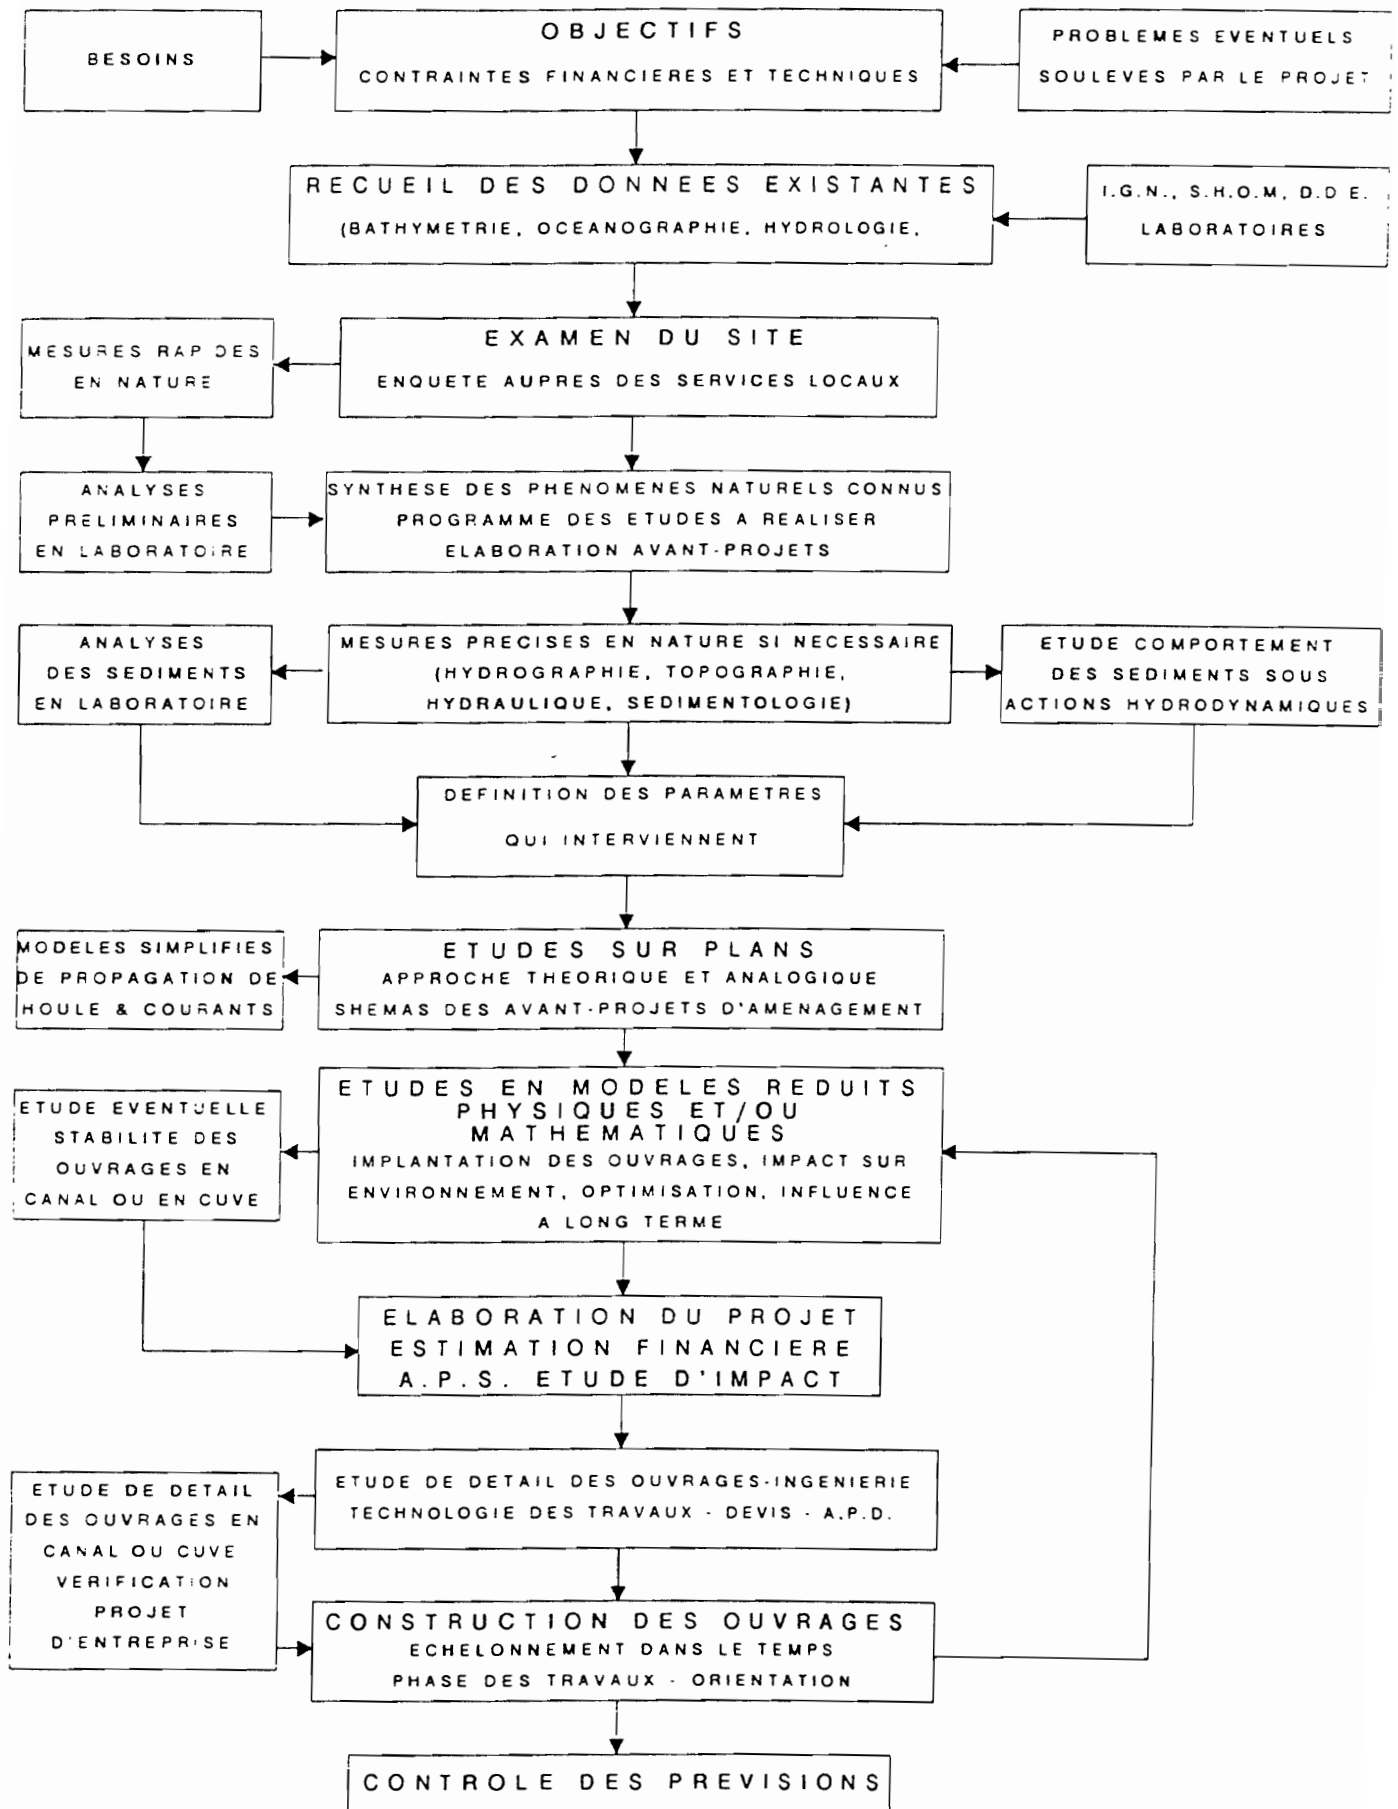 BESOINS
OBJECTIFS
CONTRAINTES FINANCIERES ET TECHNIQUES
PROBLEMES EVENTUELS
SOULEVES PAR LE PROJET
RECUEIL DES DONNEES EXISTANTES
(BATHYMETRIE, OCEANOGRAPHIE, HYDROLOGIE,
I.G.N., S.H.O.M, D.D E.
LABORATOIRES
MESURES RAPIDES
EN NATURE
EXAMEN DU SITE
ENQUETE AUPRES DES SERVICES LOCAUX
ANALYSES
PRELIMINAIRES
EN LABORATOIRE
SYNTHESE DES PHENOMENES NATURELS CONNUS
PROGRAMME DES ETUDES A REALISER
ELABORATION AVANT-PROJETS
ANALYSES
DES SEDIMENTS
EN LABORATOIRE
MESURES PRECISES EN NATURE SI NECESSAIRE
(HYDROGRAPHIE, TOPOGRAPHIE,
HYDRAULIQUE, SEDIMENTOLOGIE)
ETUDE COMPORTEMENT
DES SEDIMENTS SOUS
ACTIONS HYDRODYNAMIQUES
DEFINITION DES PARAMETRES
QUI INTERVIENNENT
MODELES SIMPLIFIES
DE PROPAGATION DE
HOULE & COURANTS
ETUDES SUR PLANS
APPROCHE THEORIQUE ET ANALOGIQUE
SHEMAS DES AVANT-PROJETS D'AMENAGEMENT
ETUDE EVENTUELLE
STABILITE DES
OUVRAGES EN
CANAL OU EN CUVE
ETUDES EN MODELES REDUITS
PHYSIQUES ET/OU
MATHEMATIQUES
IMPLANTATION DES OUVRAGES, IMPACT SUR
ENVIRONNEMENT, OPTIMISATION, INFLUENCE
A LONG TERME
ELABORATION DU PROJET
ESTIMATION FINANCIERE
A.P.S. ETUDE D'IMPACT
ETUDE DE DETAIL
DES OUVRAGES EN
CANAL OU CUVE
VERIFICATION
PROJET
D'ENTREPRISE
ETUDE DE DETAIL DES OUVRAGES-INGENIERIE
TECHNOLOGIE DES TRAVAUX - DEVIS - A.P.D.
CONSTRUCTION DES OUVRAGES
ECHELONNEMENT DANS LE TEMPS
PHASE DES TRAVAUX - ORIENTATION
CONTROLE DES PREVISIONS